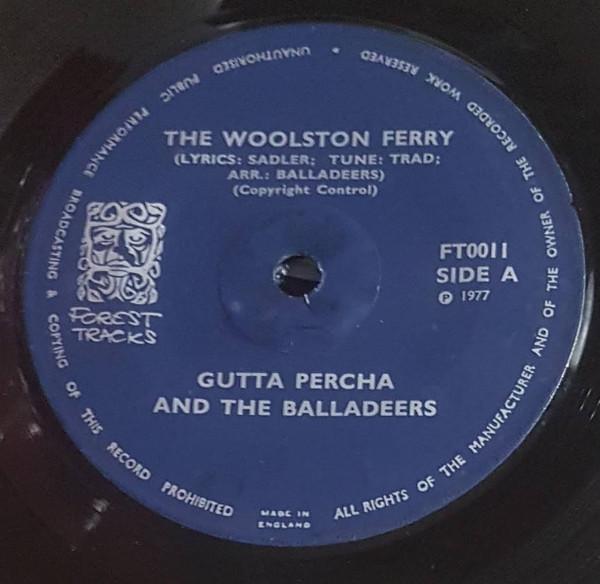 THE WOOLSTON FERRY
(LYRICS: SADLER; TUNE: TRAD;
ARR.: BALLADEERS)
(Copyright Control)
FOREST
TRACKS
FT0011
SIDE A
℗ 1977
GUTTA PERCHA
AND THE BALLADEERS
MADE IN
ENGLAND
ALL RIGHTS OF THE MANUFACTURER AND OF THE OWNER OF THE RECORDED WORK RESERVED * UNAUTHORISED PUBLIC PERFORMANCE BROADCASTING & COPYING OF THIS RECORD PROHIBITED